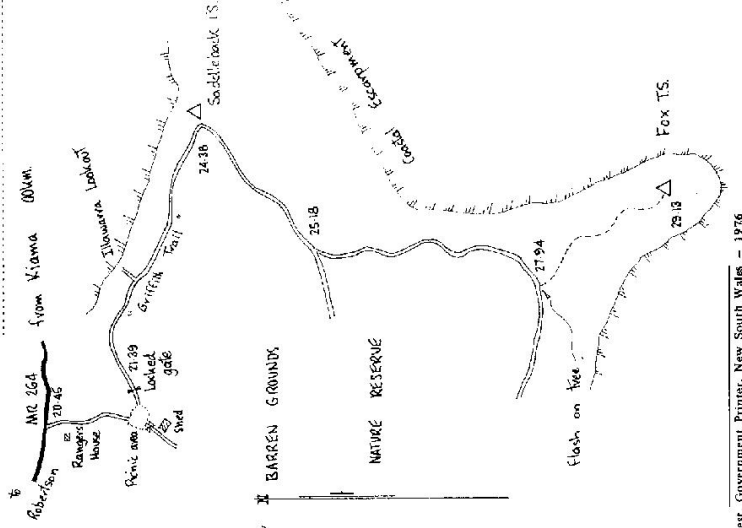 to
Robertson
MR 264
from Kiama 00km.
20·46
Rangers
House
Picnic area
Shed
21·39
Locked
gate
Illawarra Lookout
"Griffith Trail"
Saddleback T.S.
24·38
25·18
Coastal Escarpment
N
BARREN GROUNDS
NATURE RESERVE
27·94
Flash on tree
Fox T.S.
29·13
Government Printer, New South Wales – 1976